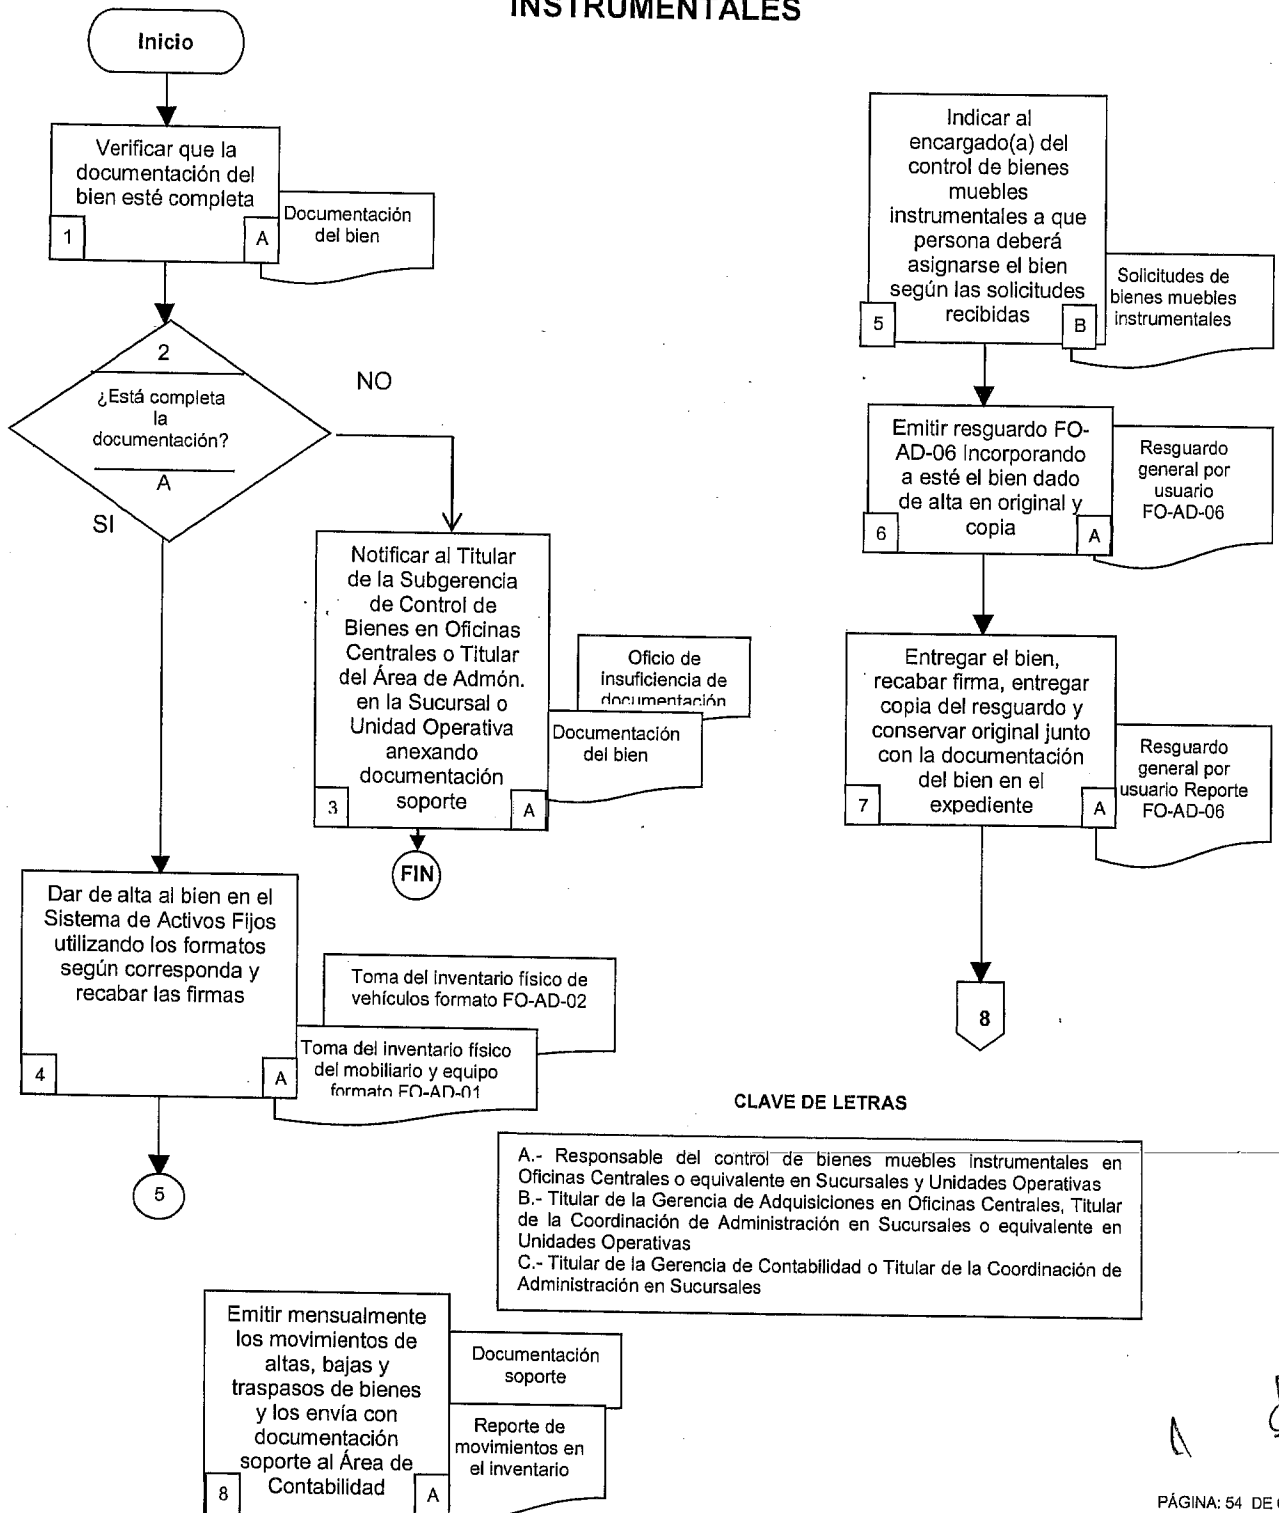 INSTRUMENTALES
Inicio
Verificar que la
documentación del
bien esté completa
1
A
Documentación
del bien
2
¿Está completa
la
documentación?
A
NO
SI
Notificar al Titular
de la Subgerencia
de Control de
Bienes en Oficinas
Centrales o Titular
del Área de Admón.
en la Sucursal o
Unidad Operativa
anexando
documentación
soporte
3
A
Oficio de
insuficiencia de
documentación
Documentación
del bien
FIN
Dar de alta al bien en el
Sistema de Activos Fijos
utilizando los formatos
según corresponda y
recabar las firmas
4
A
Toma del inventario físico de
vehículos formato FO-AD-02
Toma del inventario físico
del mobiliario y equipo
formato FO-AD-01
5
Indicar al
encargado(a) del
control de bienes
muebles
instrumentales a que
persona deberá
asignarse el bien
según las solicitudes
recibidas
5
B
Solicitudes de
bienes muebles
instrumentales
Emitir resguardo FO-
AD-06 Incorporando
a esté el bien dado
de alta en original y
copia
6
A
Resguardo
general por
usuario
FO-AD-06
Entregar el bien,
recabar firma, entregar
copia del resguardo y
conservar original junto
con la documentación
del bien en el
expediente
7
A
Resguardo
general por
usuario Reporte
FO-AD-06
8
CLAVE DE LETRAS
A.- Responsable del control de bienes muebles instrumentales en
Oficinas Centrales o equivalente en Sucursales y Unidades Operativas
B.- Titular de la Gerencia de Adquisiciones en Oficinas Centrales, Titular
de la Coordinación de Administración en Sucursales o equivalente en
Unidades Operativas
C.- Titular de la Gerencia de Contabilidad o Titular de la Coordinación de
Administración en Sucursales
Emitir mensualmente
los movimientos de
altas, bajas y
traspasos de bienes
y los envía con
documentación
soporte al Área de
Contabilidad
8
A
Documentación
soporte
Reporte de
movimientos en
el inventario
PÁGINA: 54 DE